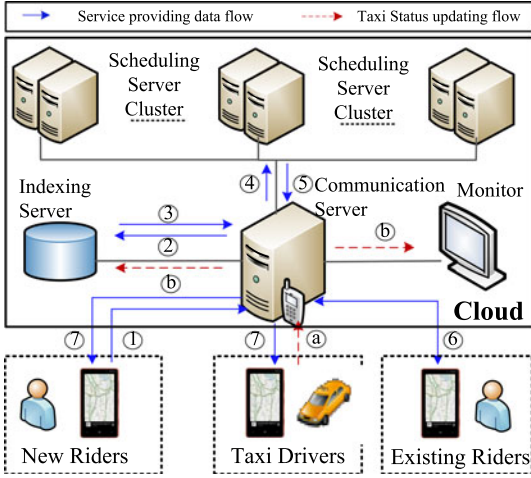 Service providing data flow
Taxi Status updating flow
Scheduling
Server
Cluster
Scheduling
Server
Cluster
④
⑤
Indexing
Server
Communication
Server
Monitor
③
②
ⓑ
ⓑ
Cloud
⑦
①
⑦
ⓐ
⑥
New Riders
Taxi Drivers
Existing Riders